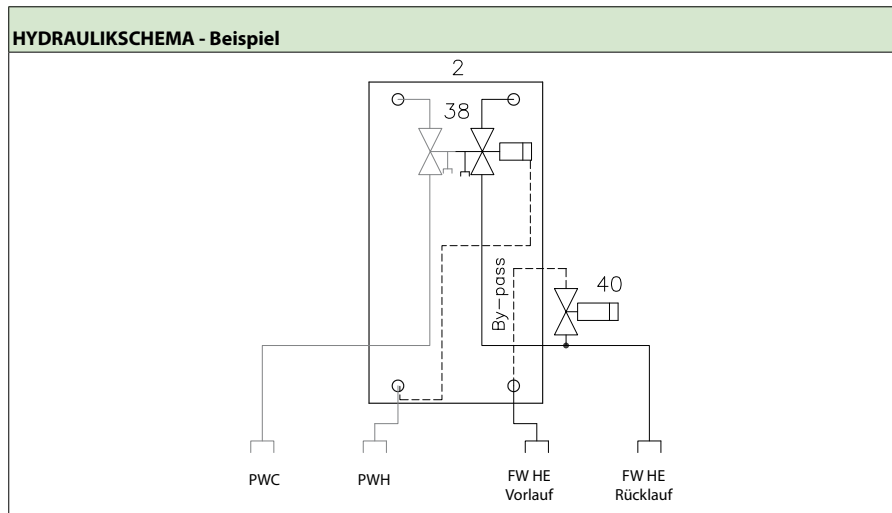 HYDRAULIKSCHEMA - Beispiel
2
38
By-pass
40
PWC
PWH
FW HE
Vorlauf
FW HE
Rücklauf